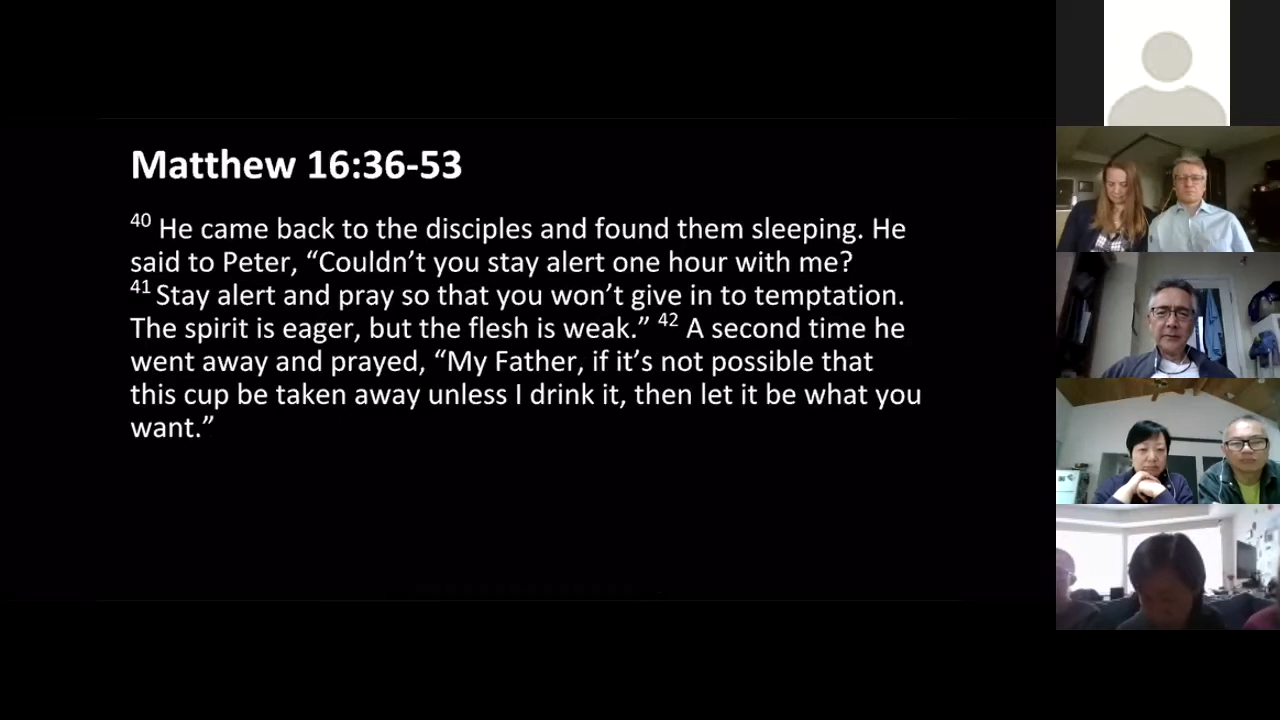 Matthew 16:36-53
40 He came back to the disciples and found them sleeping. He
said to Peter, “Couldn’t you stay alert one hour with me?
41 Stay alert and pray so that you won’t give in to temptation.
The spirit is eager, but the flesh is weak.” 42 A second time he
went away and prayed, “My Father, if it’s not possible that
this cup be taken away unless I drink it, then let it be what you
want.”